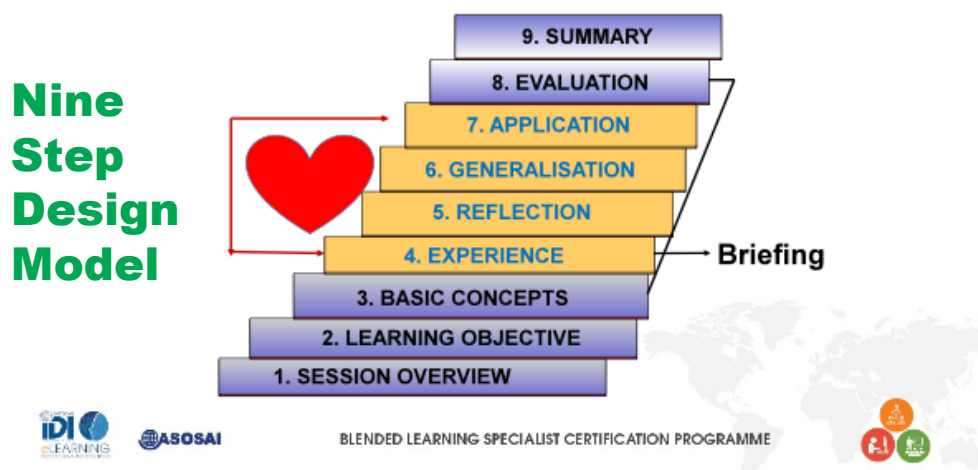 Nine
Step
Design
Model
9. SUMMARY
8. EVALUATION
7. APPLICATION
6. GENERALISATION
5. REFLECTION
4. EXPERIENCE
Briefing
3. BASIC CONCEPTS
2. LEARNING OBJECTIVE
1. SESSION OVERVIEW
iDi
eLEARNING
ASOSAI
BLENDED LEARNING SPECIALIST CERTIFICATION PROGRAMME